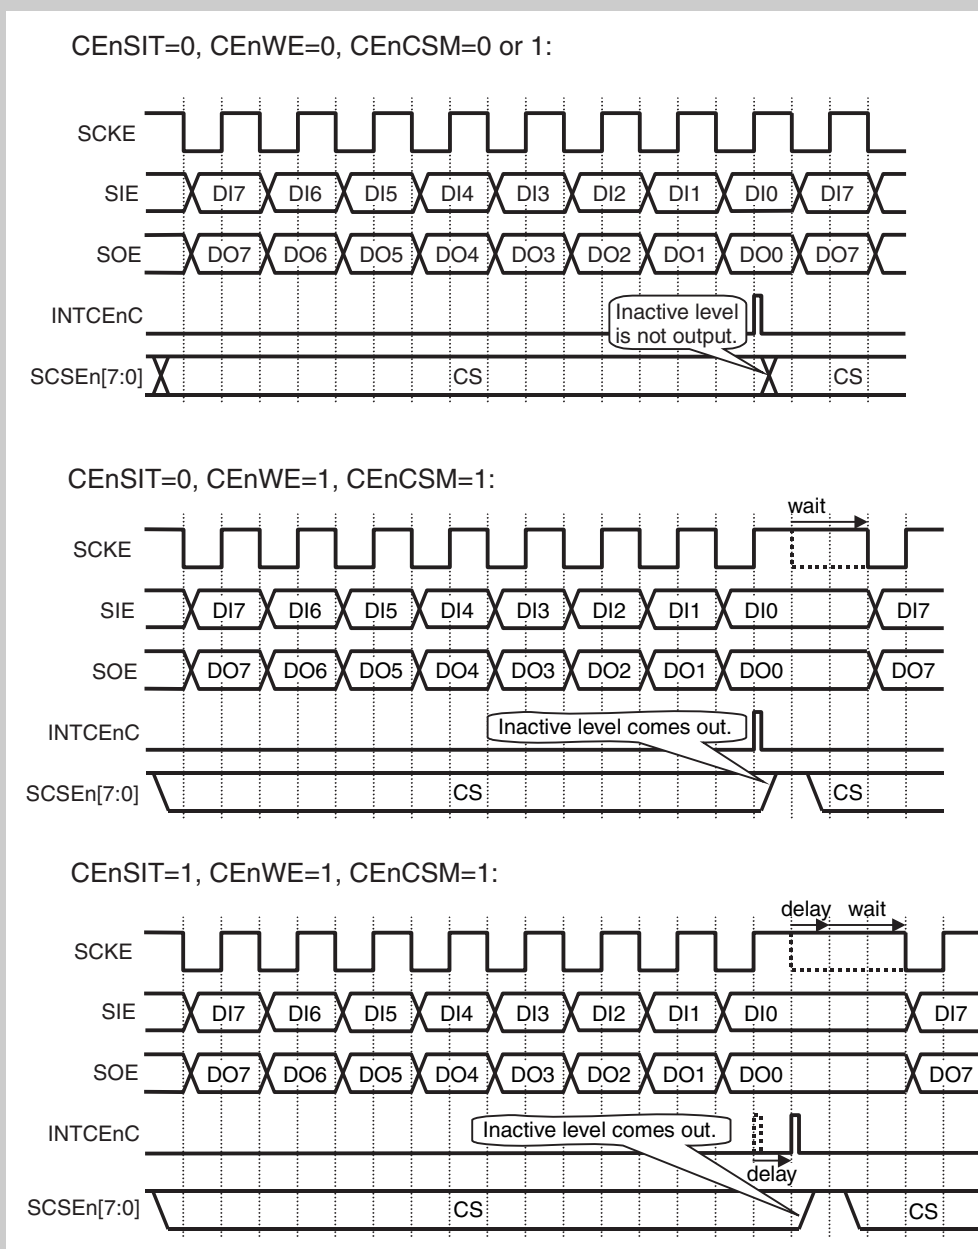 CEnSIT=0, CEnWE=0, CEnCSM=0 or 1:
SCKE
SIE DI7 DI6 DI5 DI4 DI3 DI2 DI1 DI0 DI7
SOE DO7 DO6 DO5 DO4 DO3 DO2 DO1 DO0 DO7
INTCEnC
Inactive level
is not output.
SCSEn[7:0] CS CS
CEnSIT=0, CEnWE=1, CEnCSM=1:
wait
SCKE
SIE DI7 DI6 DI5 DI4 DI3 DI2 DI1 DI0 DI7
SOE DO7 DO6 DO5 DO4 DO3 DO2 DO1 DO0 DO7
INTCEnC
Inactive level comes out.
SCSEn[7:0] CS CS
CEnSIT=1, CEnWE=1, CEnCSM=1:
delay wait
SCKE
SIE DI7 DI6 DI5 DI4 DI3 DI2 DI1 DI0 DI7
SOE DO7 DO6 DO5 DO4 DO3 DO2 DO1 DO0 DO7
INTCEnC
Inactive level comes out.
delay
SCSEn[7:0] CS CS